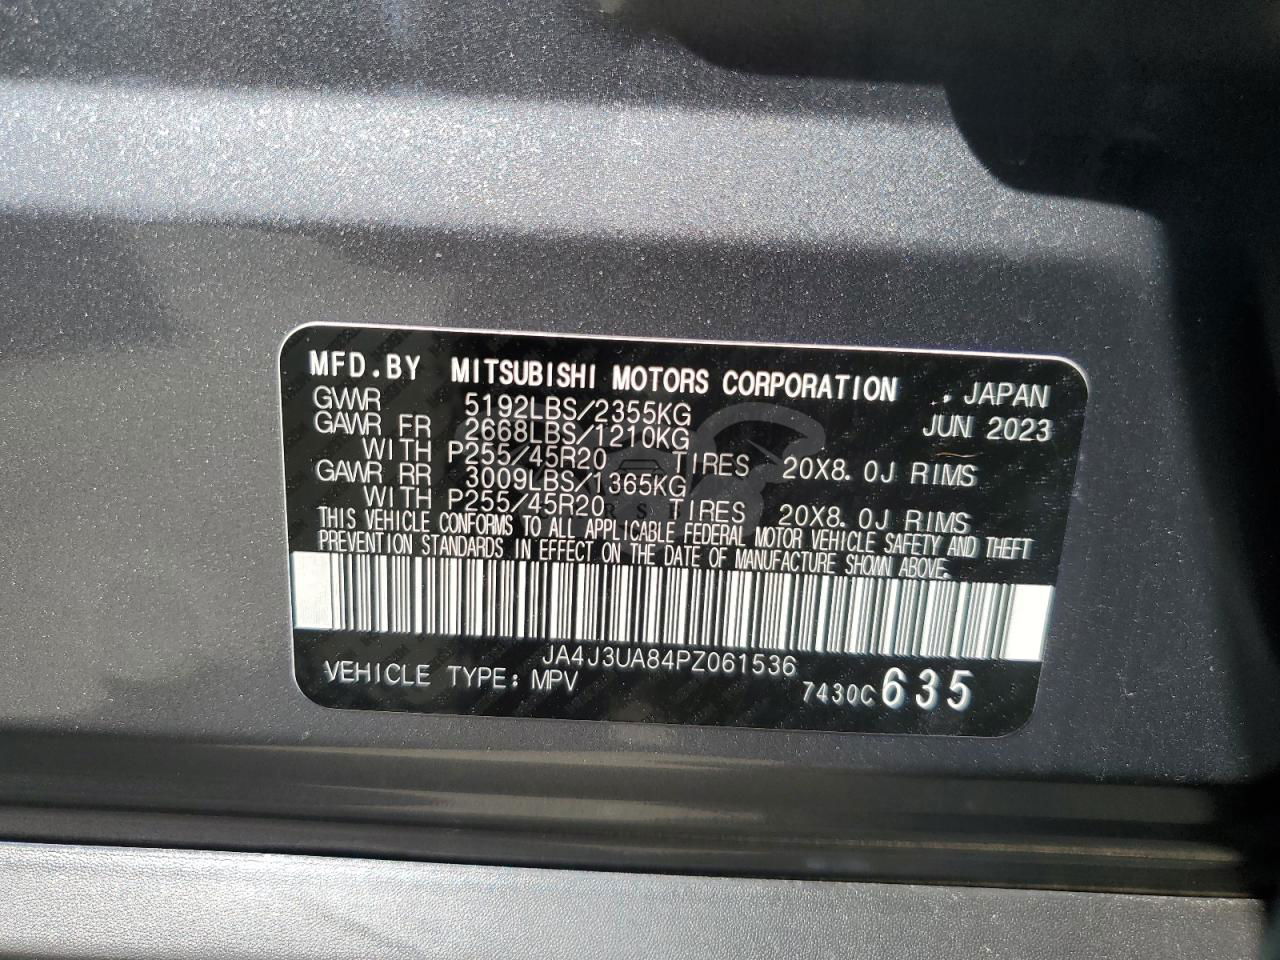 MFD.BY MITSUBISHI MOTORS CORPORATION , JAPAN
GVWR 5192LBS/2355KG JUN 2023
GAWR FR 2668LBS/1210KG
WITH P255/45R20 TIRES 20X8.0J RIMS
GAWR RR 3009LBS/1365KG
WITH P255/45R20 TIRES 20X8.0J RIMS
THIS VEHICLE CONFORMS TO ALL APPLICABLE FEDERAL MOTOR VEHICLE SAFETY AND THEFT
PREVENTION STANDARDS IN EFFECT ON THE DATE OF MANUFACTURE SHOWN ABOVE.
JA4J3UA84PZ061536
VEHICLE TYPE: MPV 7430C 635